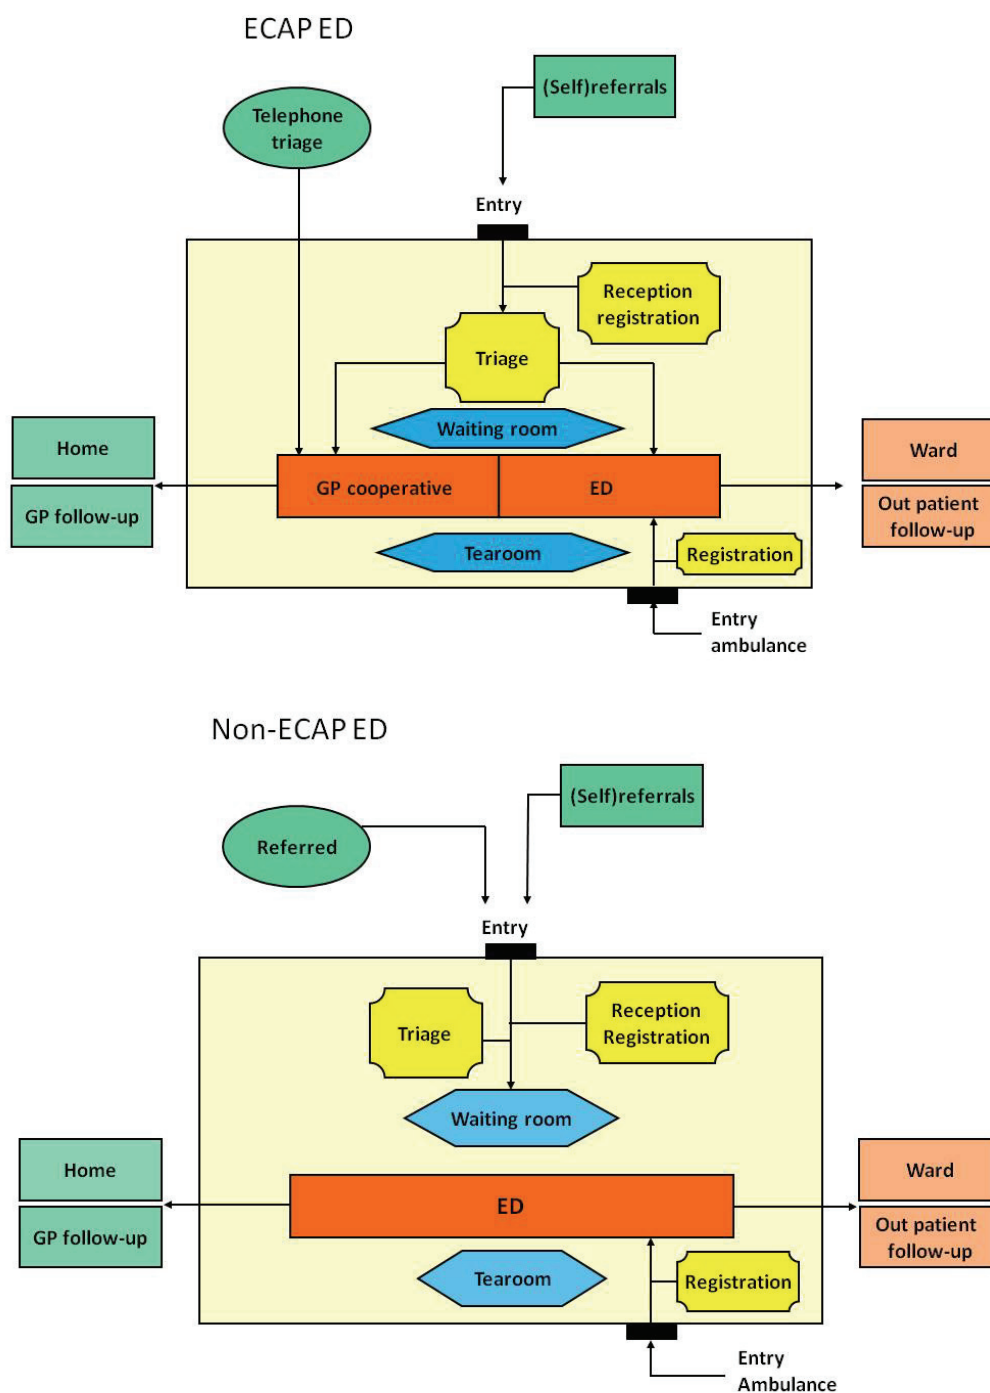 ECAP ED
(Self)referrals
Telephone
triage
Entry
Reception
registration
Triage
Waiting room
Home
GP follow-up
GP cooperative
ED
Ward
Out patient
follow-up
Tearoom
Registration
Entry
ambulance
Non-ECAP ED
(Self)referrals
Referred
Entry
Triage
Reception
Registration
Waiting room
Home
GP follow-up
ED
Ward
Out patient
follow-up
Tearoom
Registration
Entry
Ambulance